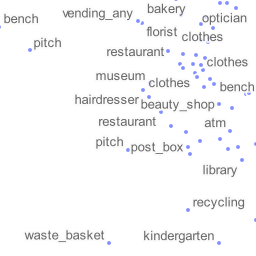 bakery
vending_any
bench
optician
florist
clothes
pitch
restaurant
clothes
museum
clothes
bench
hairdresser
beauty_shop
restaurant
atm
pitch
post_box
library
recycling
waste_basket
kindergarten